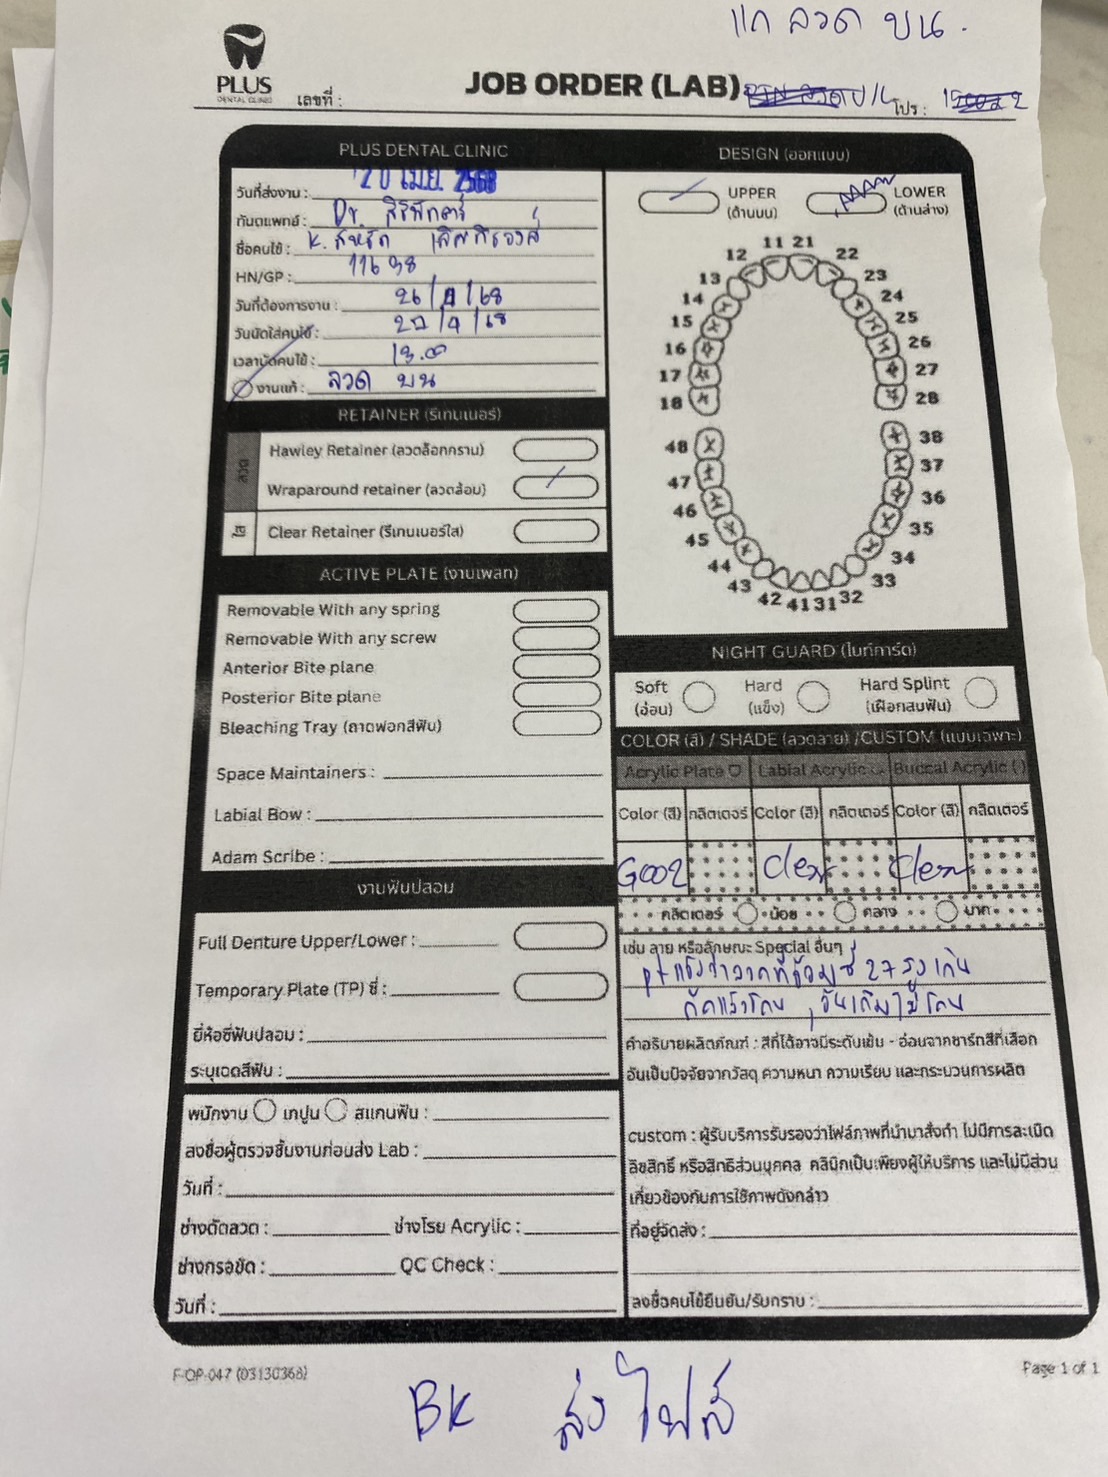 แก ลวด บน.
PLUS
DENTAL CLINIC
เลขที่ :
JOB ORDER (LAB)
โปร :
PLUS DENTAL CLINIC
วันที่ส่งงาน : 20 เม.ย. 2568
ทันตแพทย์ : Dr.
ชื่อคนไข้ : K.
HN/GP : 11698
วันที่ต้องการงาน : 26/4/68
วันนัดใส่คนไข้ : 27/4/68
เวลานัดคนไข้ : 13.00
งานแก้ : ลวด บน
RETAINER (รีเทนเนอร์)
ลวด
Hawley Retainer (ลวดล็อกกราม)
Wraparound retainer (ลวดล้อม)
ใส
Clear Retainer (รีเทนเนอร์ใส)
ACTIVE PLATE (งานเพลท)
Removable With any spring
Removable With any screw
Anterior Bite plane
Posterior Bite plane
Bleaching Tray (ถาดฟอกสีฟัน)
Space Maintainers :
Labial Bow :
Adam Scribe :
งานฟันปลอม
Full Denture Upper/Lower :
Temporary Plate (TP) ซี่ :
ยี่ห้อซี่ฟันปลอม :
ระบุเฉดสีฟัน :
พนักงาน เทปูน สแกนฟัน :
ลงชื่อผู้ตรวจชิ้นงานก่อนส่ง Lab :
วันที่ :
ช่างดัดลวด : ช่างโรย Acrylic :
ช่างกรอขัด : QC Check :
วันที่ :
DESIGN (ออกแบบ)
UPPER
(ด้านบน)
LOWER
(ด้านล่าง)
11 21
12 22
13 23
14 24
15 25
16 26
17 27
18 28
48 38
47 37
46 36
45 35
44 34
43 33
42 41 31 32
NIGHT GUARD (ไนท์การ์ด)
Soft
(อ่อน)
Hard
(แข็ง)
Hard Splint
(เฝือกสบฟัน)
COLOR (สี) / SHADE (ลวดลาย) /CUSTOM (แบบเฉพาะ)
Acrylic Plate Labial Acrylic Buccal Acrylic ( )
Color (สี) กลิตเตอร์ Color (สี) กลิตเตอร์ Color (สี) กลิตเตอร์
G002 Clear Clear
กลิตเตอร์ น้อย กลาง มาก
เช่น ลาย หรือลักษณะ Special อื่นๆ
pt แจ้งว่าลวดที่อ้อมซี่ 27 สูงเกิน
กัดแล้วโดน , อันเดิมไม่โดน
คำอธิบายผลิตภัณฑ์ : สีที่ได้อาจมีระดับเข้ม - อ่อนจากชาร์ทสีที่เลือก
อันเป็นปัจจัยจากวัสดุ ความหนา ความเรียบ และกระบวนการผลิต
custom : ผู้รับบริการรับรองว่าไฟล์ภาพที่นำมาสั่งทำ ไม่มีการละเมิด
ลิขสิทธิ์ หรือสิทธิส่วนบุคคล คลินิกเป็นเพียงผู้ให้บริการ และไม่มีส่วน
เกี่ยวข้องกับการใช้ภาพดังกล่าว
ที่อยู่จัดส่ง :
ลงชื่อคนไข้ยืนยัน/รับทราบ :
F-OP-047 (03130368)
Page 1 of 1
BK ส่งไฟล์